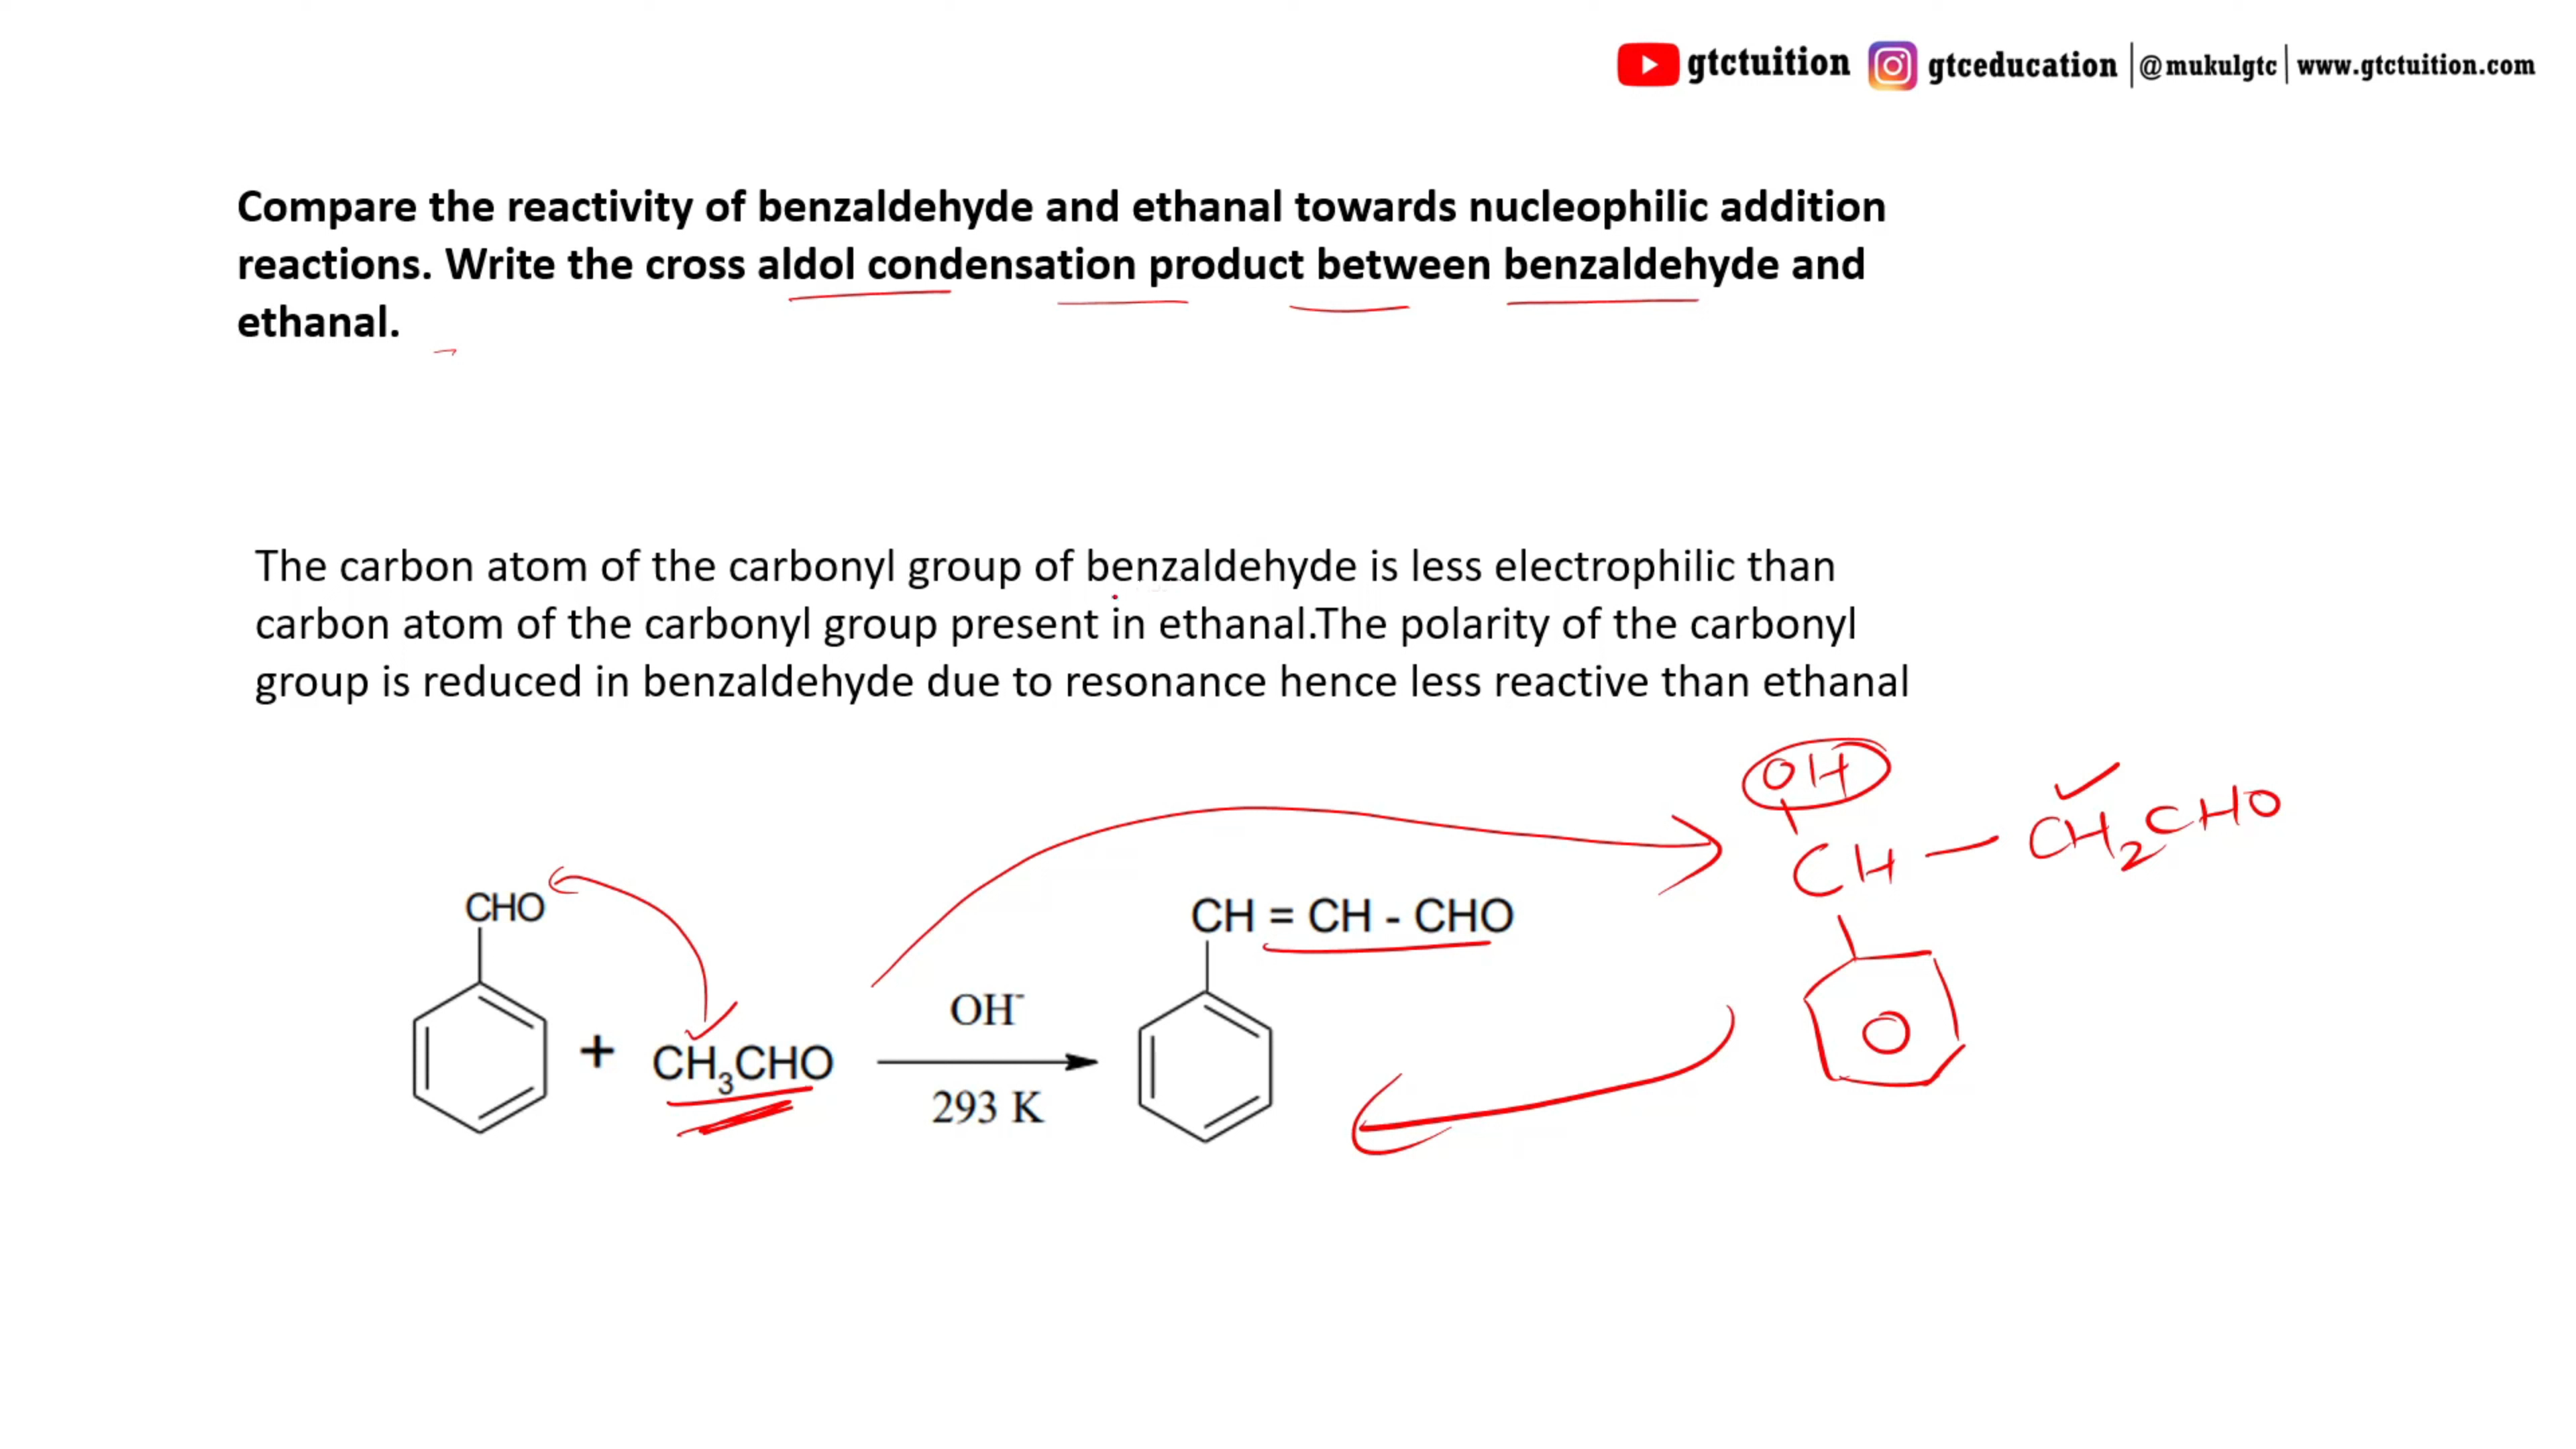 gtctuition gtceducation @mukulgtc www.gtctuition.com
Compare the reactivity of benzaldehyde and ethanal towards nucleophilic addition
reactions. Write the cross aldol condensation product between benzaldehyde and
ethanal.
The carbon atom of the carbonyl group of benzaldehyde is less electrophilic than
carbon atom of the carbonyl group present in ethanal.The polarity of the carbonyl
group is reduced in benzaldehyde due to resonance hence less reactive than ethanal
OH
CH — CH₂CHO
CHO
CH = CH - CHO
OH⁻
+ CH₃CHO
293 K